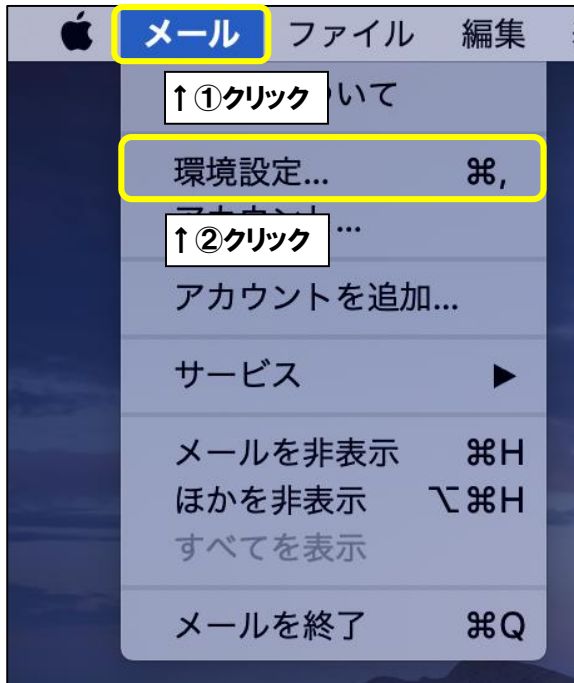 メール ファイル 編集
↑①クリック いて
環境設定... ⌘,
↑②クリック ...
アカウントを追加...
サービス ▶
メールを非表示 ⌘H
ほかを非表示 ⌥⌘H
すべてを表示
メールを終了 ⌘Q